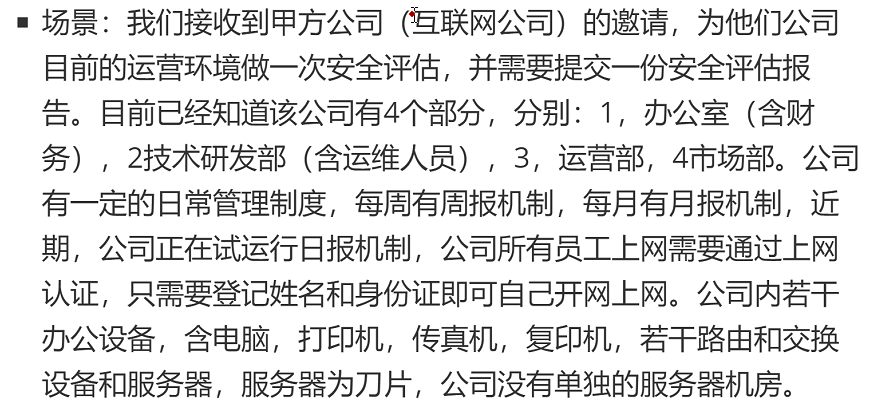 ▪ 场景：我们接收到甲方公司（互联网公司）的邀请，为他们公司
目前的运营环境做一次安全评估，并需要提交一份安全评估报
告。目前已经知道该公司有4个部分，分别：1，办公室（含财
务），2技术研发部（含运维人员），3，运营部，4市场部。公司
有一定的日常管理制度，每周有周报机制，每月有月报机制，近
期，公司正在试运行日报机制，公司所有员工上网需要通过上网
认证，只需要登记姓名和身份证即可自己开网上网。公司内若干
办公设备，含电脑，打印机，传真机，复印机，若干路由和交换
设备和服务器，服务器为刀片，公司没有单独的服务器机房。